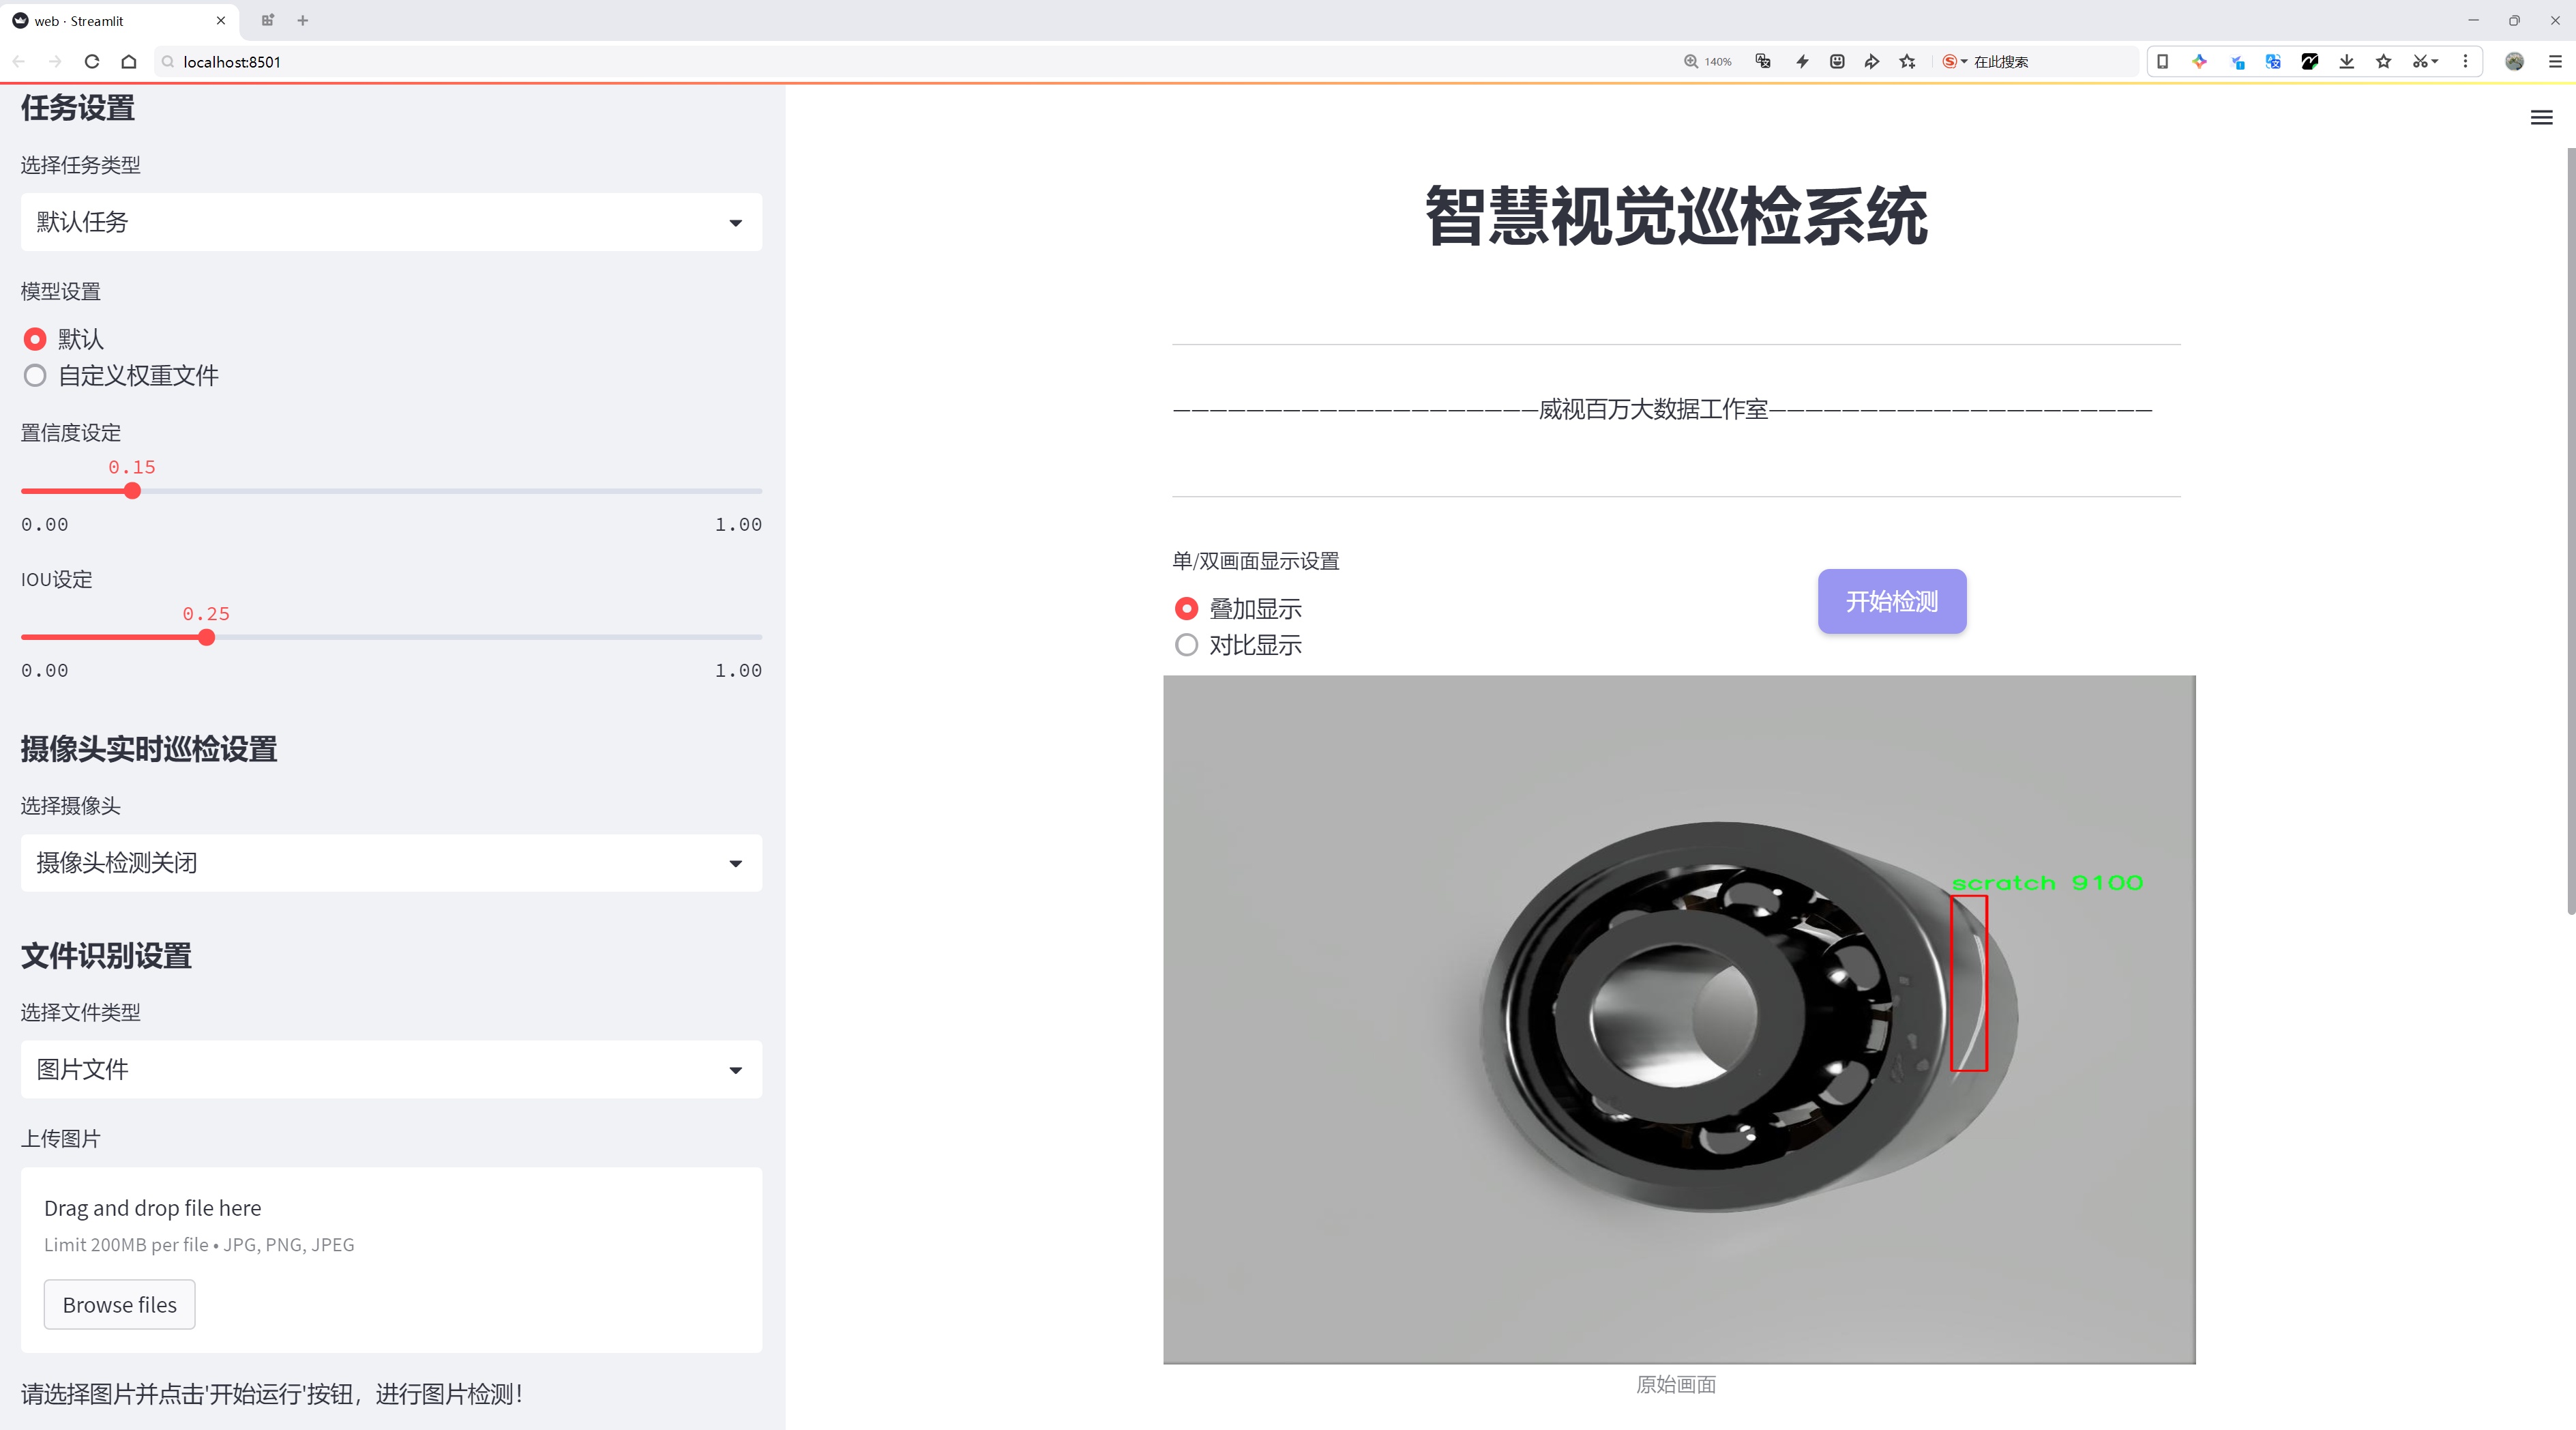 web · Streamlit
localhost:8501
140%
在此搜索
任务设置
选择任务类型
默认任务
模型设置
默认
自定义权重文件
置信度设定
0.15
0.00
1.00
IOU设定
0.25
0.00
1.00
摄像头实时巡检设置
选择摄像头
摄像头检测关闭
文件识别设置
选择文件类型
图片文件
上传图片
Drag and drop file here
Limit 200MB per file • JPG, PNG, JPEG
Browse files
请选择图片并点击'开始运行'按钮，进行图片检测！
智慧视觉巡检系统
————————————————————威视百万大数据工作室—————————————————————
单/双画面显示设置
叠加显示
对比显示
开始检测
scratch 9100
原始画面